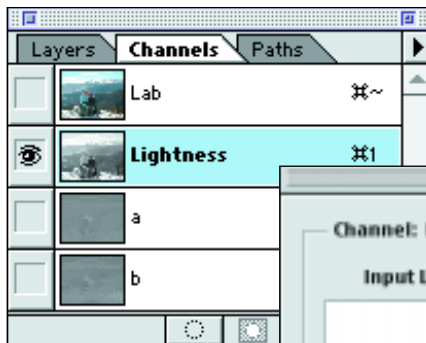 Layers Channels Paths
Lab ⌘~
Lightness ⌘1
a
b
Channel:
Input